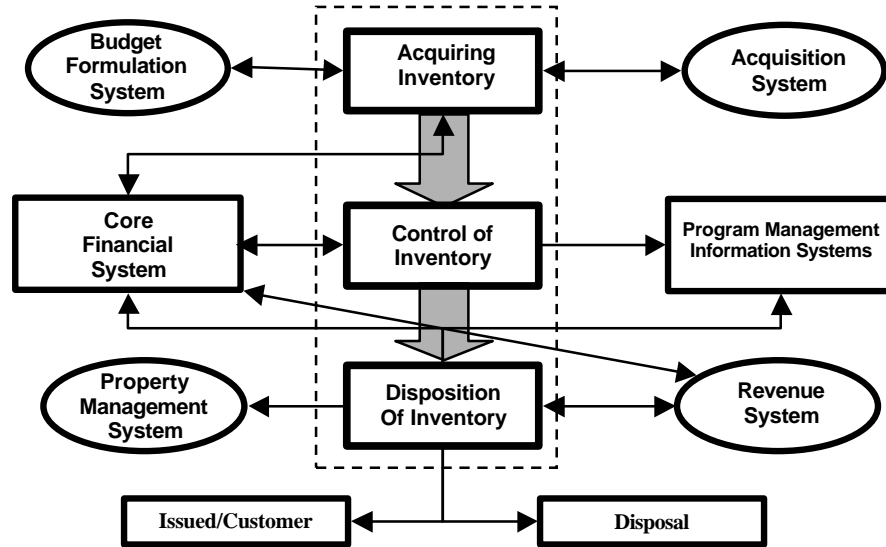 Budget
Formulation
System
Acquiring
Inventory
Acquisition
System
Core
Financial
System
Control of
Inventory
Program Management
Information Systems
Property
Management
System
Disposition
Of Inventory
Revenue
System
Issued/Customer
Disposal